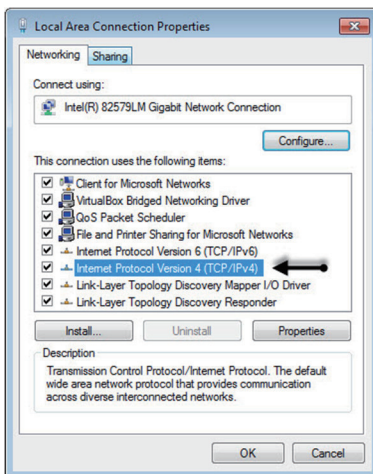 Local Area Connection Properties
Networking
Sharing
Connect using:
Intel(R) 82579LM Gigabit Network Connection
Configure...
This connection uses the following items:
Client for Microsoft Networks
VirtualBox Bridged Networking Driver
QoS Packet Scheduler
File and Printer Sharing for Microsoft Networks
Internet Protocol Version 6 (TCP/IPv6)
Internet Protocol Version 4 (TCP/IPv4)
Link-Layer Topology Discovery Mapper I/O Driver
Link-Layer Topology Discovery Responder
Install...
Uninstall
Properties
Description
Transmission Control Protocol/Internet Protocol. The default
wide area network protocol that provides communication
across diverse interconnected networks.
OK
Cancel